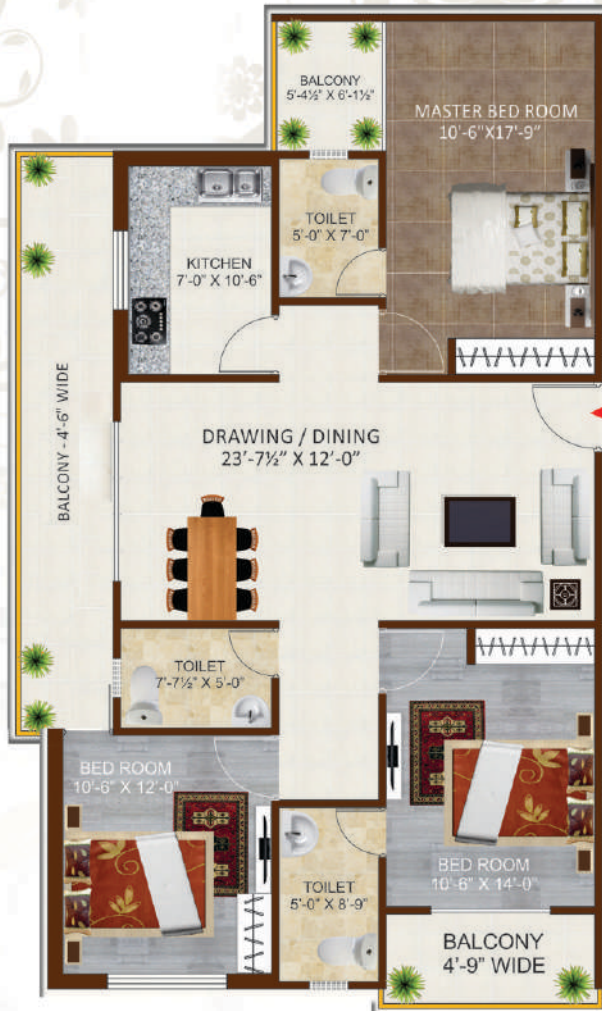 BALCONY
5'-4½" X 6'-1½"
MASTER BED ROOM
10'-6"X17'-9"
TOILET
5'-0" X 7'-0"
KITCHEN
7'-0" X 10'-6"
BALCONY - 4'-6" WIDE
DRAWING / DINING
23'-7½" X 12'-0"
TOILET
7'-7½" X 5'-0"
BED ROOM
10'-6" X 12'-0"
BED ROOM
10'-6" X 14'-0"
TOILET
5'-0" X 8'-9"
BALCONY
4'-9" WIDE